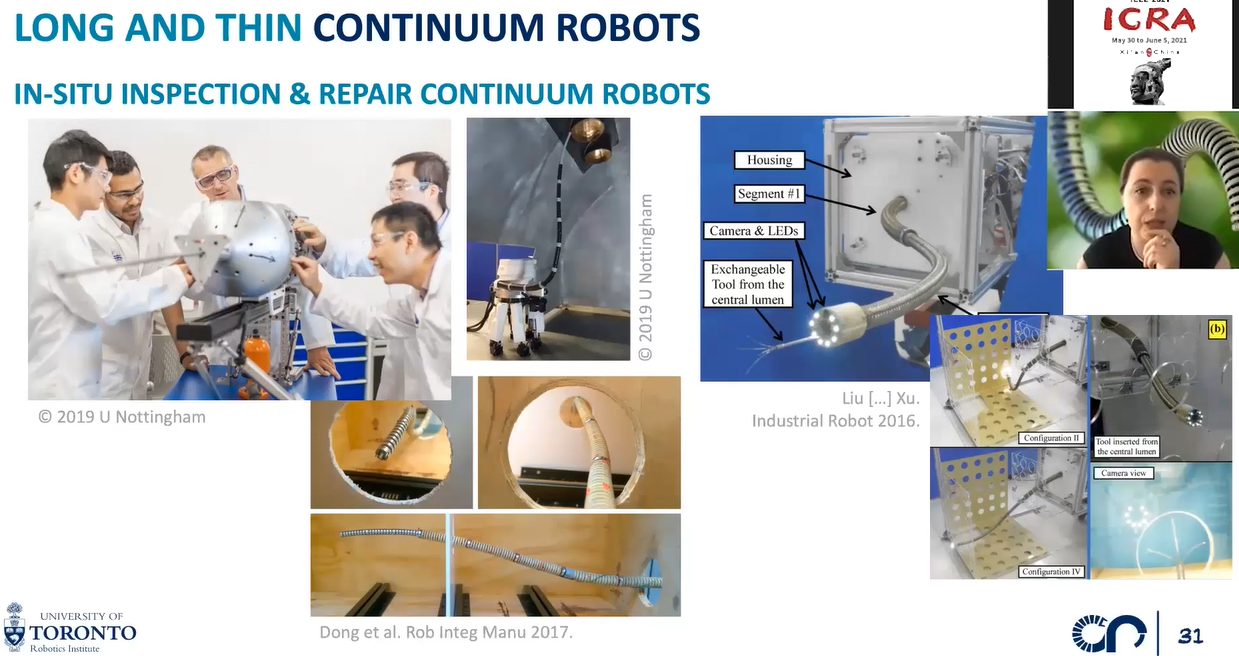 LONG AND THIN CONTINUUM ROBOTS
IN-SITU INSPECTION & REPAIR CONTINUUM ROBOTS
ICRA
May 30 to June 5, 2021
Xi'an China
© 2019 U Nottingham
© 2019 U Nottingham
Housing
Segment #1
Camera & LEDs
Exchangeable
Tool from the
central lumen
Liu [...] Xu.
Industrial Robot 2016.
(b)
Configuration II
Tool inserted from
the central lumen
Camera view
Configuration IV
Dong et al. Rob Integ Manu 2017.
UNIVERSITY OF
TORONTO
Robotics Institute
31